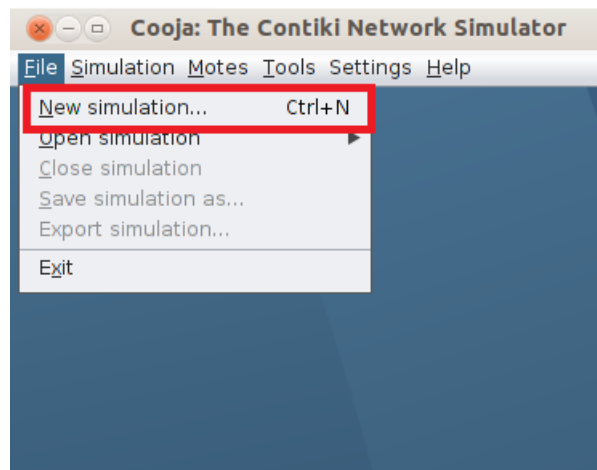 Cooja: The Contiki Network Simulator
File Simulation Motes Tools Settings Help
New simulation... Ctrl+N
Open simulation
Close simulation
Save simulation as...
Export simulation...
Exit